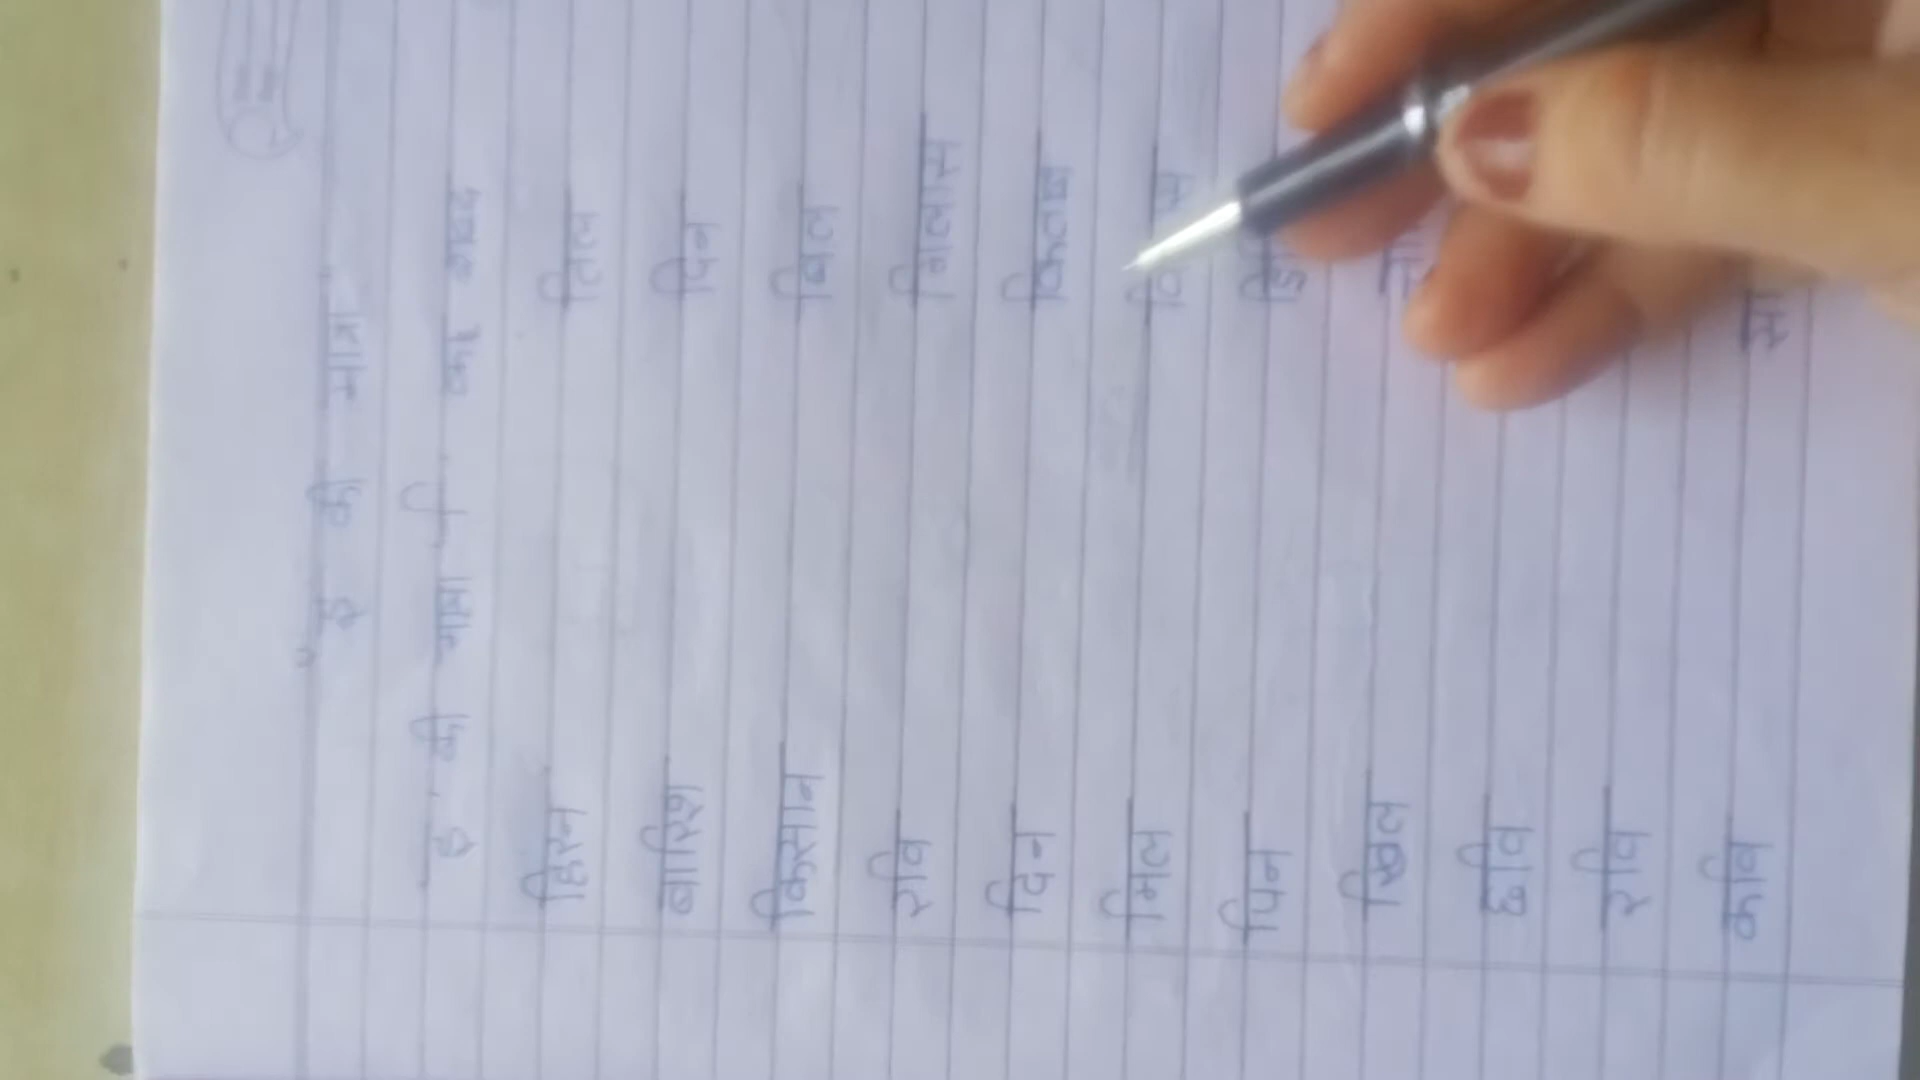 "इ की मात्रा"
'इ' की मात्रा ि का शब्द
हिरन तिल
बारिश पिन
किसान बिल
रवि गिलास
दिन किताब
मिल
पिन
खिल
छवि
रवि
कवि